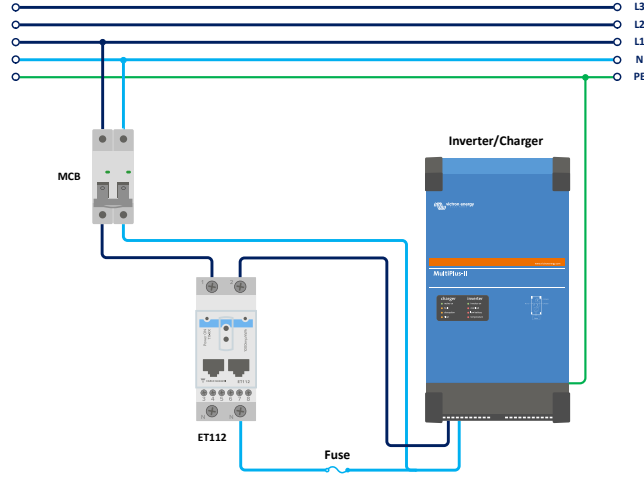 L3
L2
L1
N
PE
Inverter/Charger
MCB
victron energy
MultiPlus-II
charger inverter
1 2
ET112
3 4 5 6 7 8
N N
ET112
Fuse